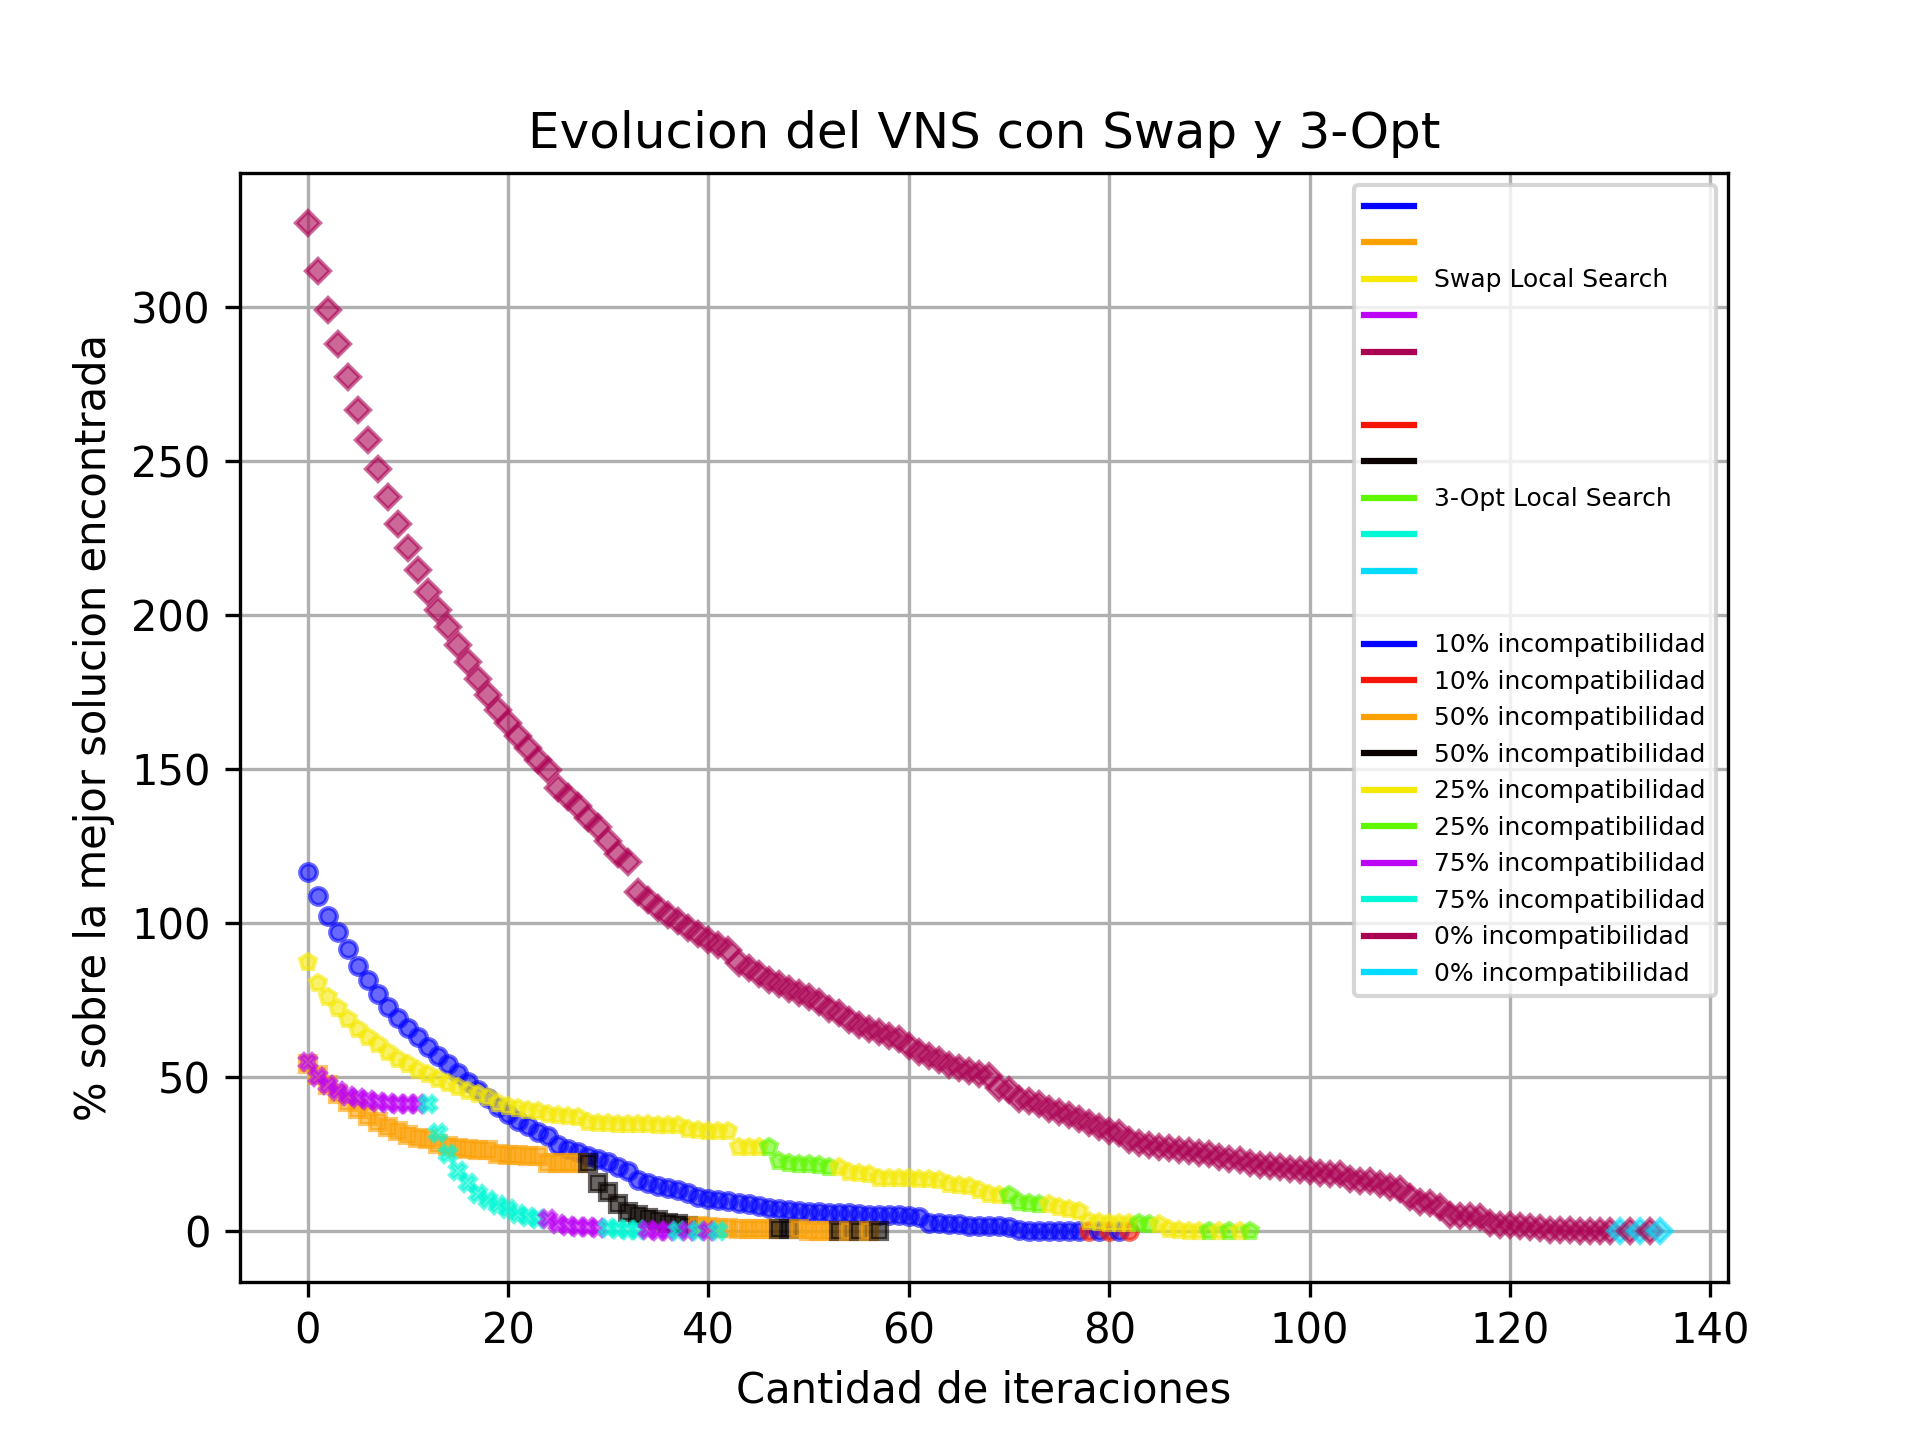 Evolucion del VNS con Swap y 3-Opt
% sobre la mejor solucion encontrada
300
250
200
150
100
50
0
0 20 40 60 80 100 120 140
Cantidad de iteraciones
Swap Local Search
3-Opt Local Search
10% incompatibilidad
10% incompatibilidad
50% incompatibilidad
50% incompatibilidad
25% incompatibilidad
25% incompatibilidad
75% incompatibilidad
75% incompatibilidad
0% incompatibilidad
0% incompatibilidad